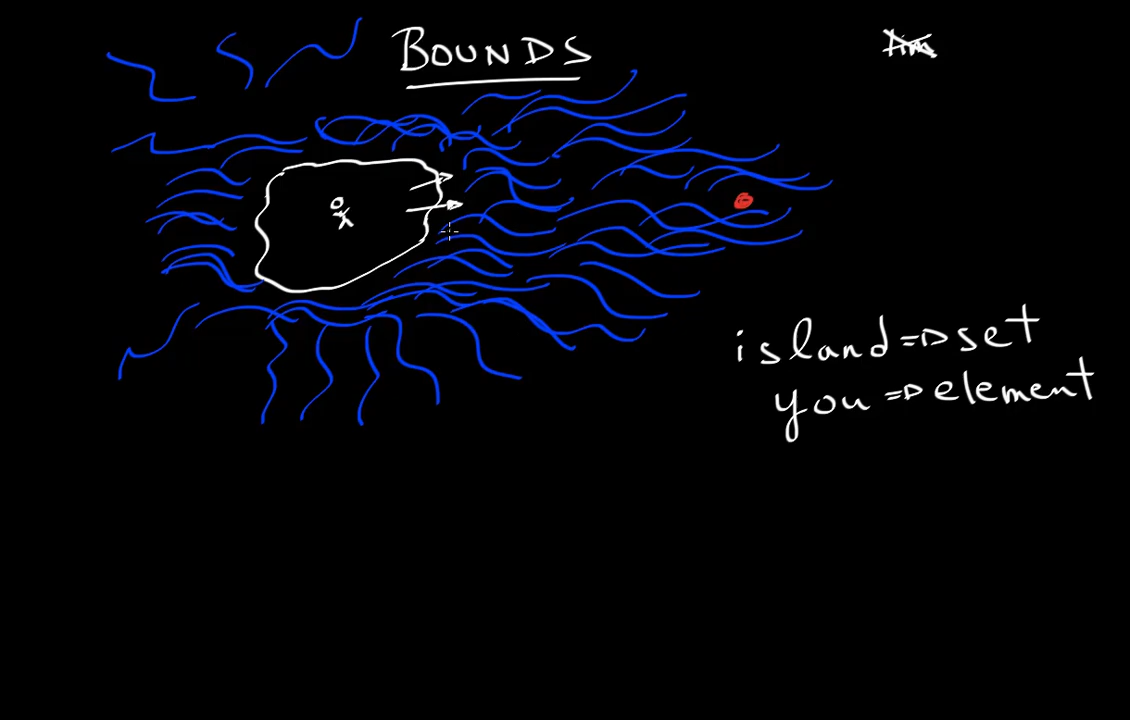 BOUNDS
island => set
you => element